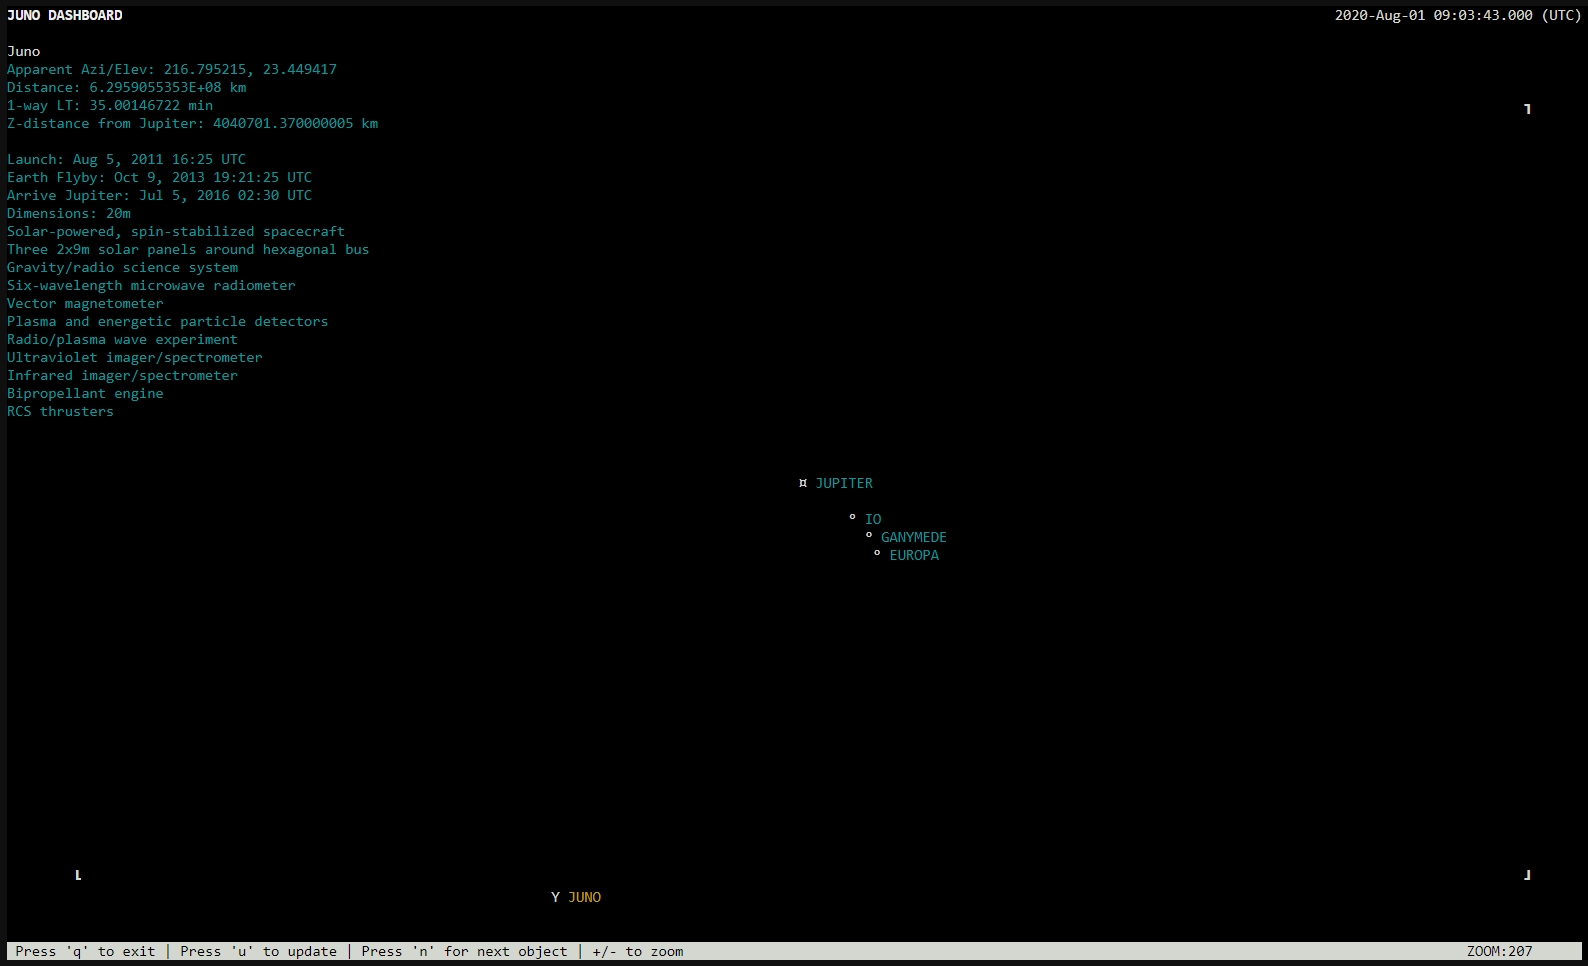 JUNO DASHBOARD 2020-Aug-01 09:03:43.000 (UTC)
Juno
Apparent Azi/Elev: 216.795215, 23.449417
Distance: 6.2959055353E+08 km
1-way LT: 35.00146722 min
Z-distance from Jupiter: 4040701.370000005 km
Launch: Aug 5, 2011 16:25 UTC
Earth Flyby: Oct 9, 2013 19:21:25 UTC
Arrive Jupiter: Jul 5, 2016 02:30 UTC
Dimensions: 20m
Solar-powered, spin-stabilized spacecraft
Three 2x9m solar panels around hexagonal bus
Gravity/radio science system
Six-wavelength microwave radiometer
Vector magnetometer
Plasma and energetic particle detectors
Radio/plasma wave experiment
Ultraviolet imager/spectrometer
Infrared imager/spectrometer
Bipropellant engine
RCS thrusters
¤ JUPITER
º IO
º GANYMEDE
º EUROPA
Y JUNO
Press 'q' to exit | Press 'u' to update | Press 'n' for next object | +/- to zoom ZOOM:207